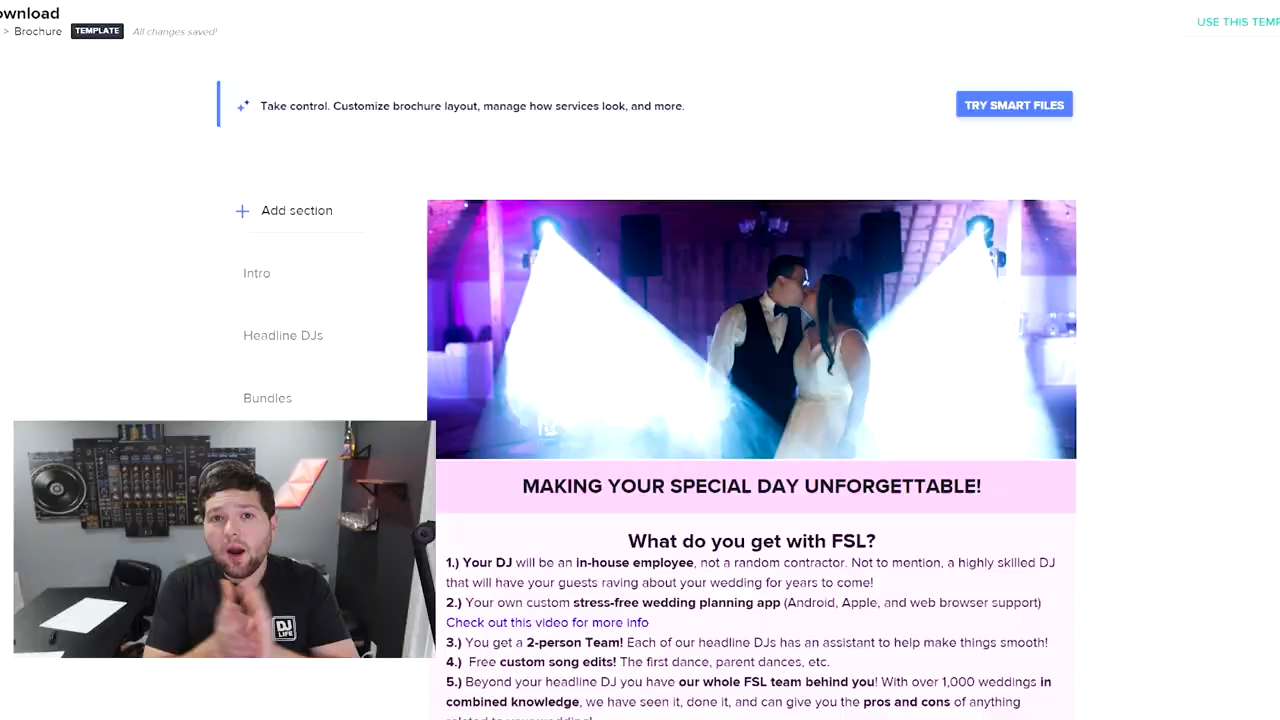 ownload
> Brochure TEMPLATE All changes saved!
USE THIS TEMP
Take control. Customize brochure layout, manage how services look, and more.
TRY SMART FILES
+ Add section
Intro
Headline DJs
Bundles
MAKING YOUR SPECIAL DAY UNFORGETTABLE!
What do you get with FSL?
1.) Your DJ will be an in-house employee, not a random contractor. Not to mention, a highly skilled DJ
that will have your guests raving about your wedding for years to come!
2.) Your own custom stress-free wedding planning app (Android, Apple, and web browser support)
Check out this video for more info
3.) You get a 2-person Team! Each of our headline DJs has an assistant to help make things smooth!
4.) Free custom song edits! The first dance, parent dances, etc.
5.) Beyond your headline DJ you have our whole FSL team behind you! With over 1,000 weddings in
combined knowledge, we have seen it, done it, and can give you the pros and cons of anything
related to your wedding!
DJ
LIFE